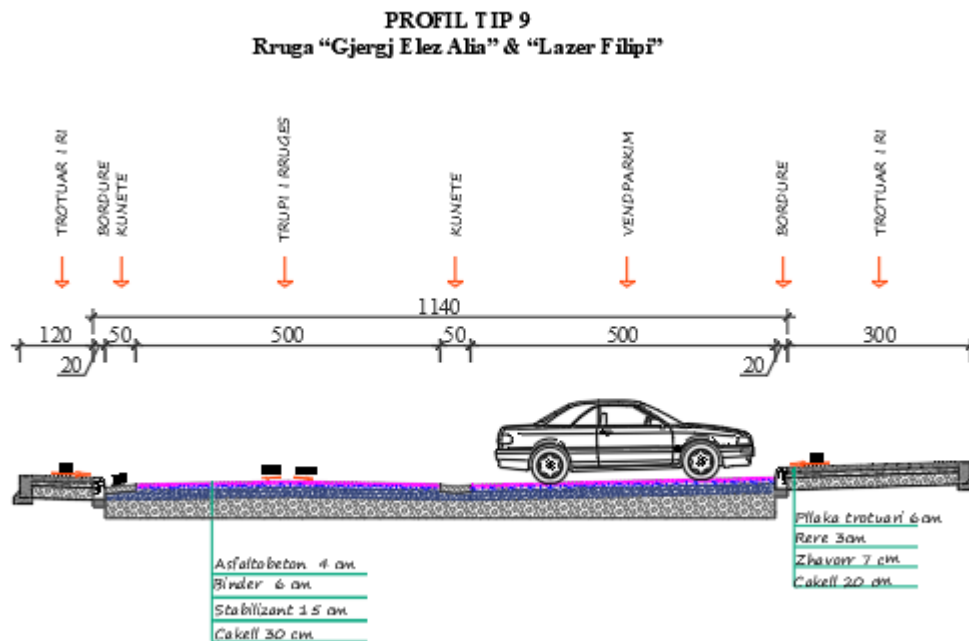 PROFIL TIP 9
Rruga “Gjergj Elez Alia” & “Lazer Filipi”
TROTUAR I RI
BORDURE
KUNETE
TRUPI I RRUGES
KUNETE
VENDPARKIM
BORDURE
TROTUAR I RI
1140
120
50
500
50
500
300
20
20
Asfaltobeton 4 cm
Binder 6 cm
Stabilizant 15 cm
Cakell 30 cm
Pllaka trotuari 6 cm
Rere 3cm
Zhavorr 7 cm
Cakell 20 cm